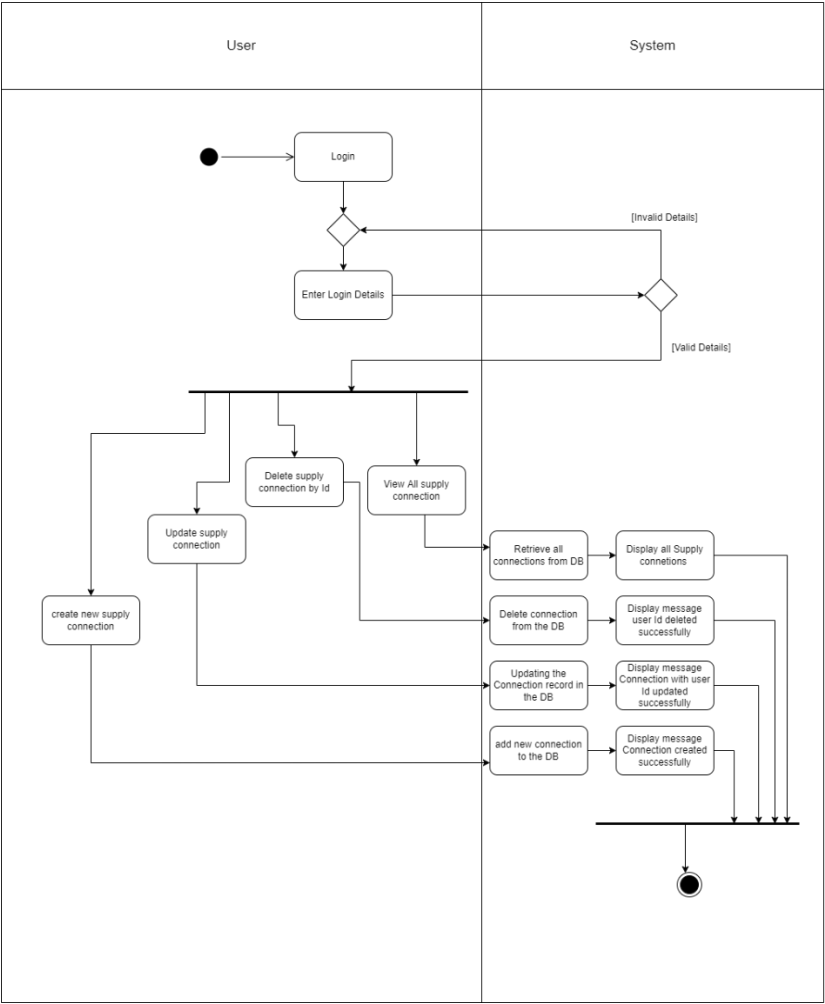 User
System
Login
[Invalid Details]
Enter Login Details
[Valid Details]
Delete supply
connection by Id
View All supply
connection
Update supply
connection
Retrieve all
connections from DB
Display all Supply
connetions
create new supply
connection
Delete connection
from the DB
Display message
user Id deleted
successfully
Updating the
Connection record in
the DB
Display message
Connection with user
Id updated
successfully
add new connection
to the DB
Display message
Connection created
successfully